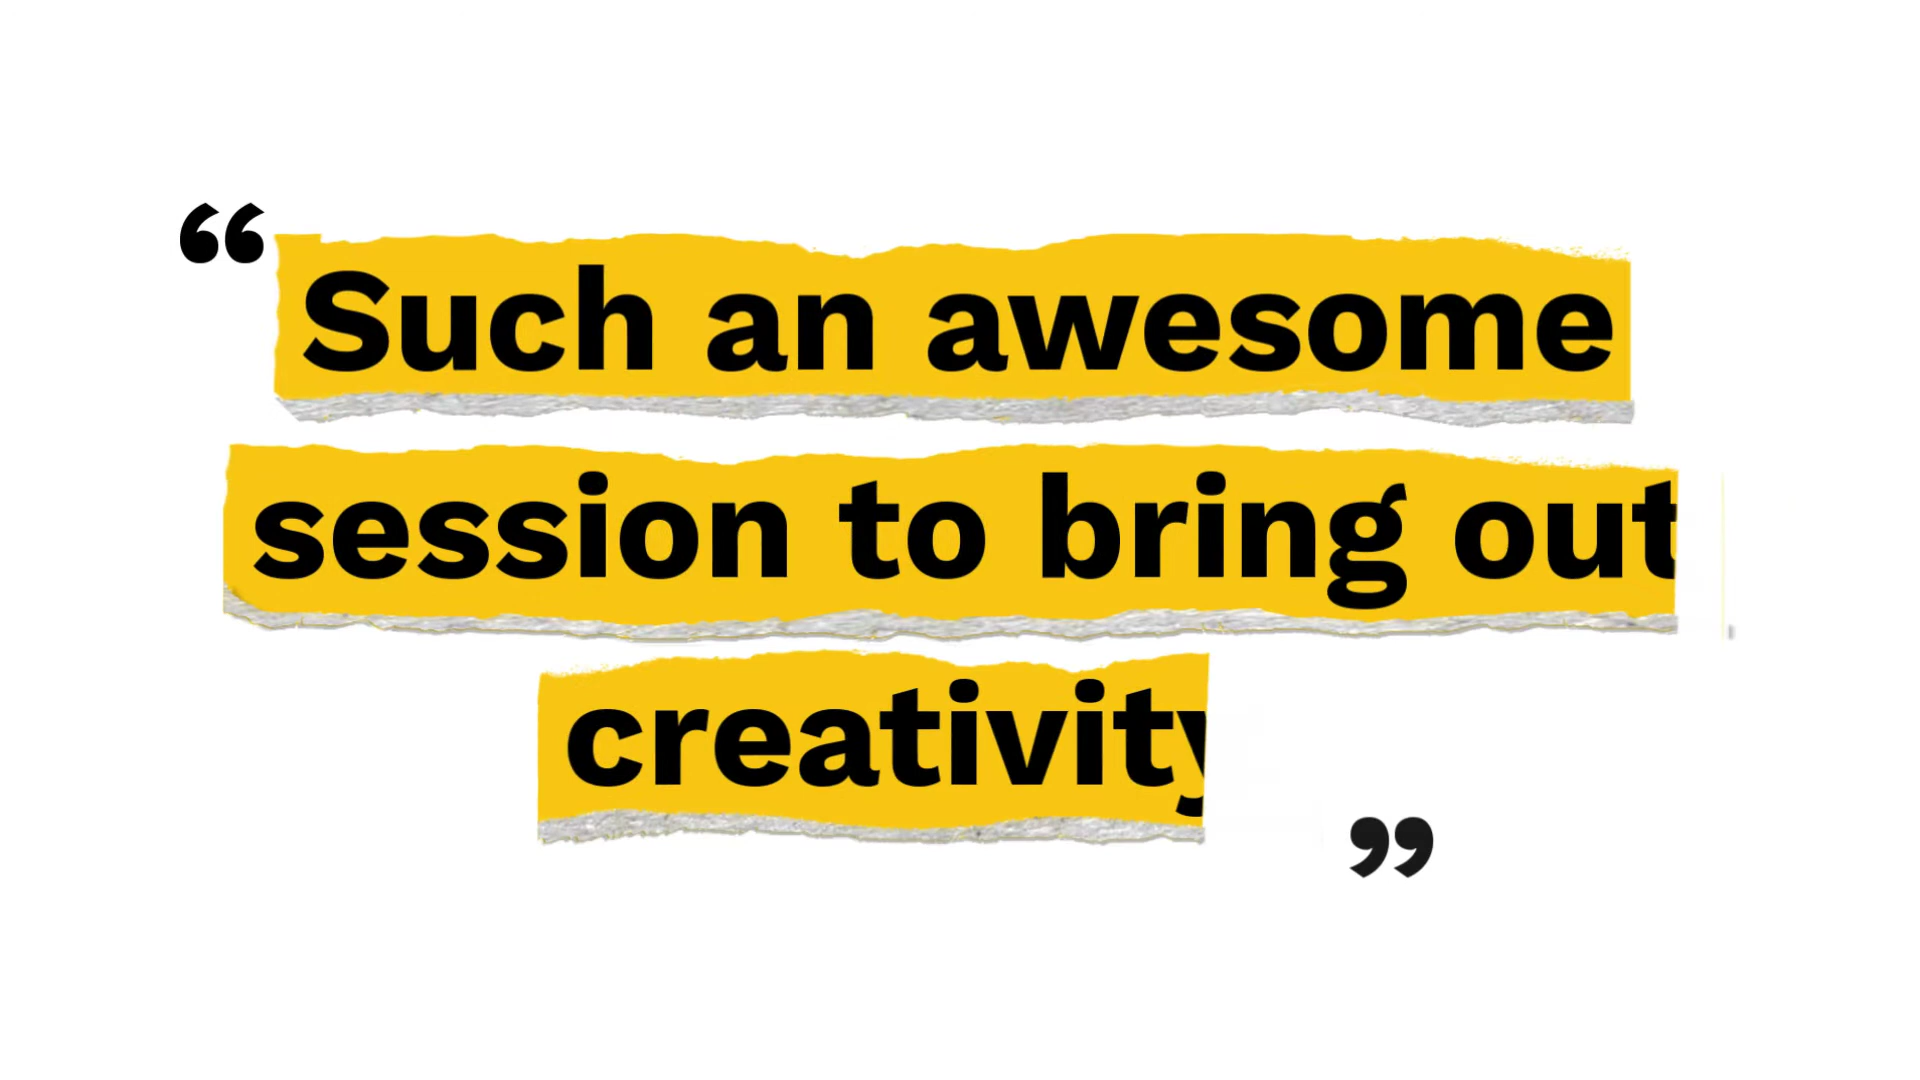 “Such an awesome
session to bring out
creativity”